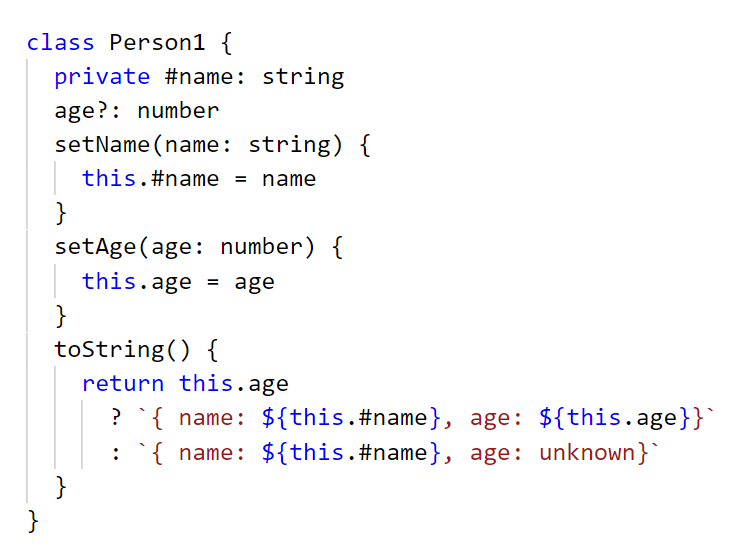 class Person1 {
  private #name: string
  age?: number
  setName(name: string) {
    this.#name = name
  }
  setAge(age: number) {
    this.age = age
  }
  toString() {
    return this.age
      ? `{ name: ${this.#name}, age: ${this.age}}`
      : `{ name: ${this.#name}, age: unknown}`
  }
}